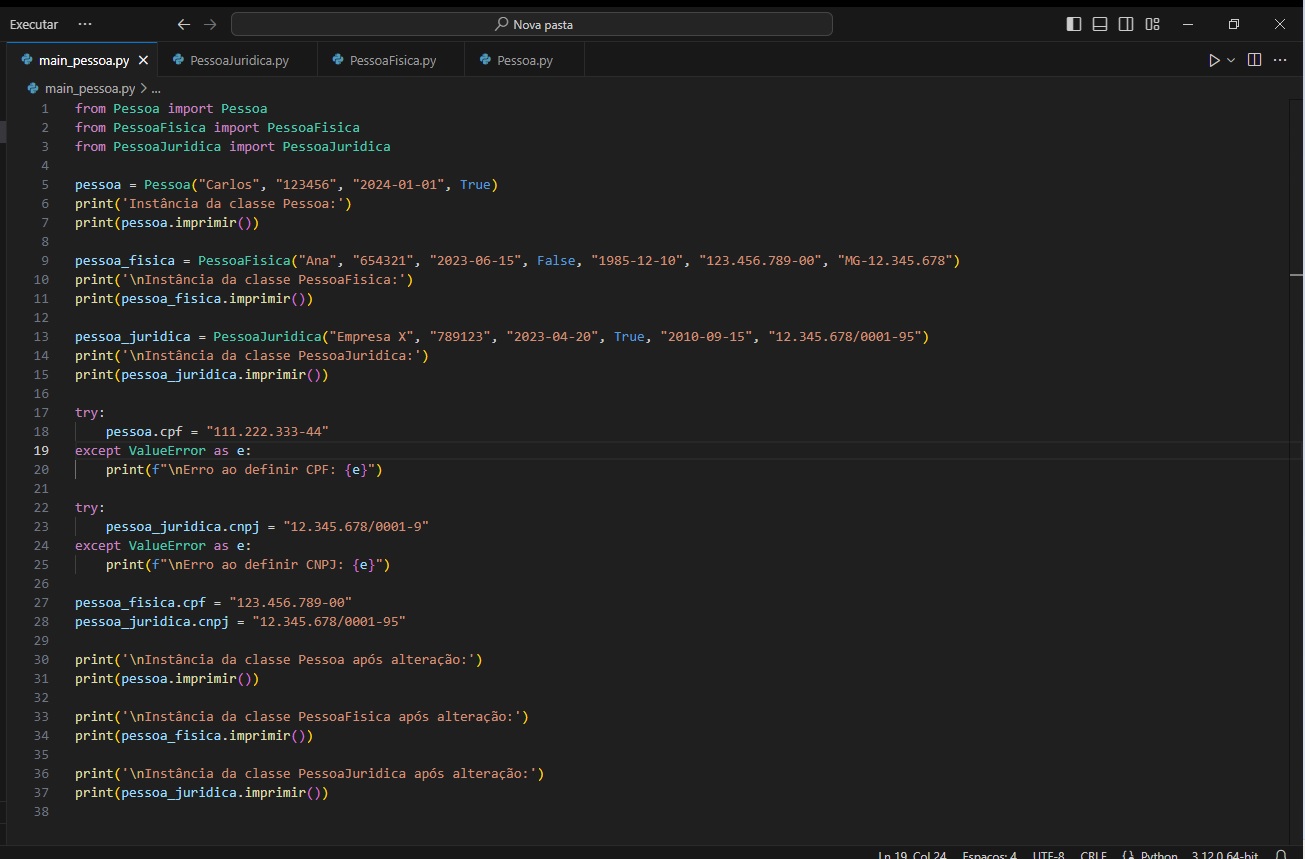 Executar ··· Nova pasta
main_pessoa.py PessoaJuridica.py PessoaFisica.py Pessoa.py
main_pessoa.py > ...
1 from Pessoa import Pessoa
2 from PessoaFisica import PessoaFisica
3 from PessoaJuridica import PessoaJuridica
4
5 pessoa = Pessoa("Carlos", "123456", "2024-01-01", True)
6 print('Instância da classe Pessoa:')
7 print(pessoa.imprimir())
8
9 pessoa_fisica = PessoaFisica("Ana", "654321", "2023-06-15", False, "1985-12-10", "123.456.789-00", "MG-12.345.678")
10 print('\nInstância da classe PessoaFisica:')
11 print(pessoa_fisica.imprimir())
12
13 pessoa_juridica = PessoaJuridica("Empresa X", "789123", "2023-04-20", True, "2010-09-15", "12.345.678/0001-95")
14 print('\nInstância da classe PessoaJuridica:')
15 print(pessoa_juridica.imprimir())
16
17 try:
18     pessoa.cpf = "111.222.333-44"
19 except ValueError as e:
20     print(f"\nErro ao definir CPF: {e}")
21
22 try:
23     pessoa_juridica.cnpj = "12.345.678/0001-9"
24 except ValueError as e:
25     print(f"\nErro ao definir CNPJ: {e}")
26
27 pessoa_fisica.cpf = "123.456.789-00"
28 pessoa_juridica.cnpj = "12.345.678/0001-95"
29
30 print('\nInstância da classe Pessoa após alteração:')
31 print(pessoa.imprimir())
32
33 print('\nInstância da classe PessoaFisica após alteração:')
34 print(pessoa_fisica.imprimir())
35
36 print('\nInstância da classe PessoaJuridica após alteração:')
37 print(pessoa_juridica.imprimir())
38
Ln 19, Col 24 Espaços: 4 UTF-8 CRLF {} Python 3.12.0 64-bit